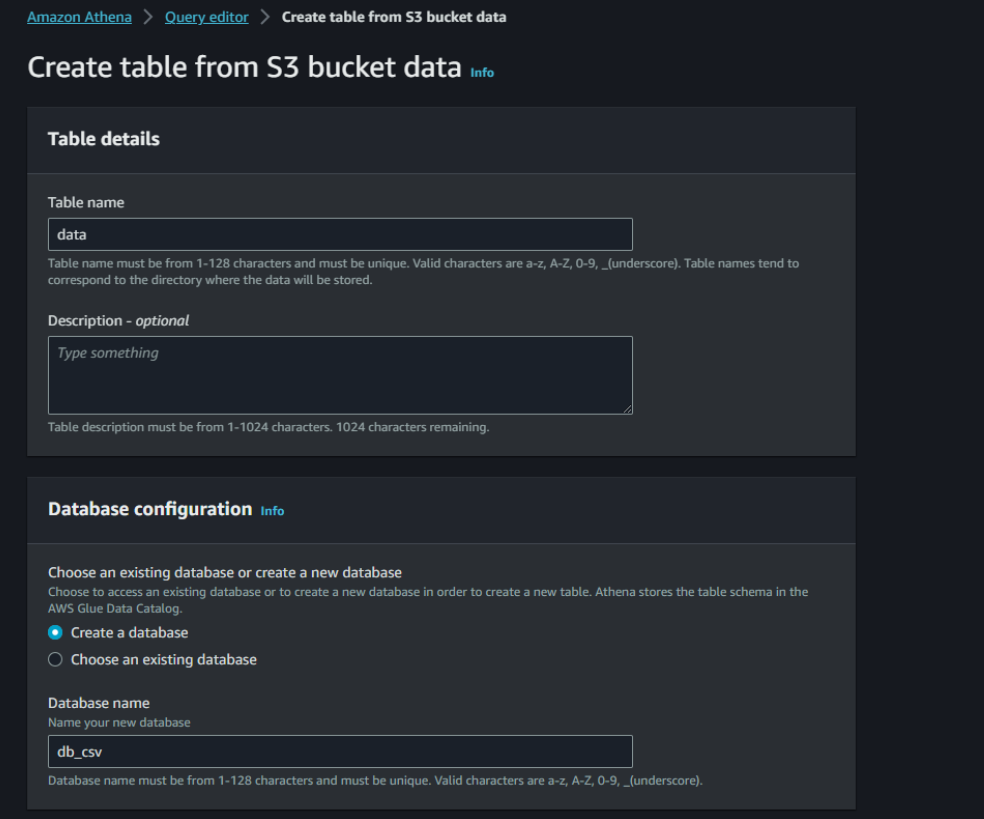 Amazon Athena > Query editor > Create table from S3 bucket data
Create table from S3 bucket data Info
Table details
Table name
data
Table name must be from 1-128 characters and must be unique. Valid characters are a-z, A-Z, 0-9, _(underscore). Table names tend to
correspond to the directory where the data will be stored.
Description - optional
Type something
Table description must be from 1-1024 characters. 1024 characters remaining.
Database configuration Info
Choose an existing database or create a new database
Choose to access an existing database or to create a new database in order to create a new table. Athena stores the table schema in the
AWS Glue Data Catalog.
Create a database
Choose an existing database
Database name
Name your new database
db_csv
Database name must be from 1-128 characters and must be unique. Valid characters are a-z, A-Z, 0-9, _(underscore).